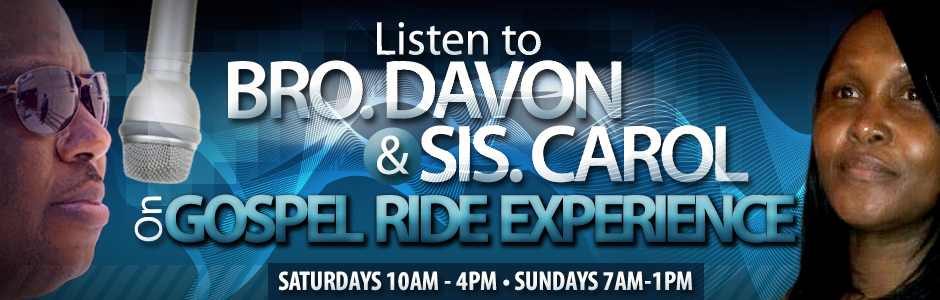 Listen to
BRO. DAVON
& SIS. CAROL
On GOSPEL RIDE EXPERIENCE
SATURDAYS 10AM - 4PM • SUNDAYS 7AM-1PM